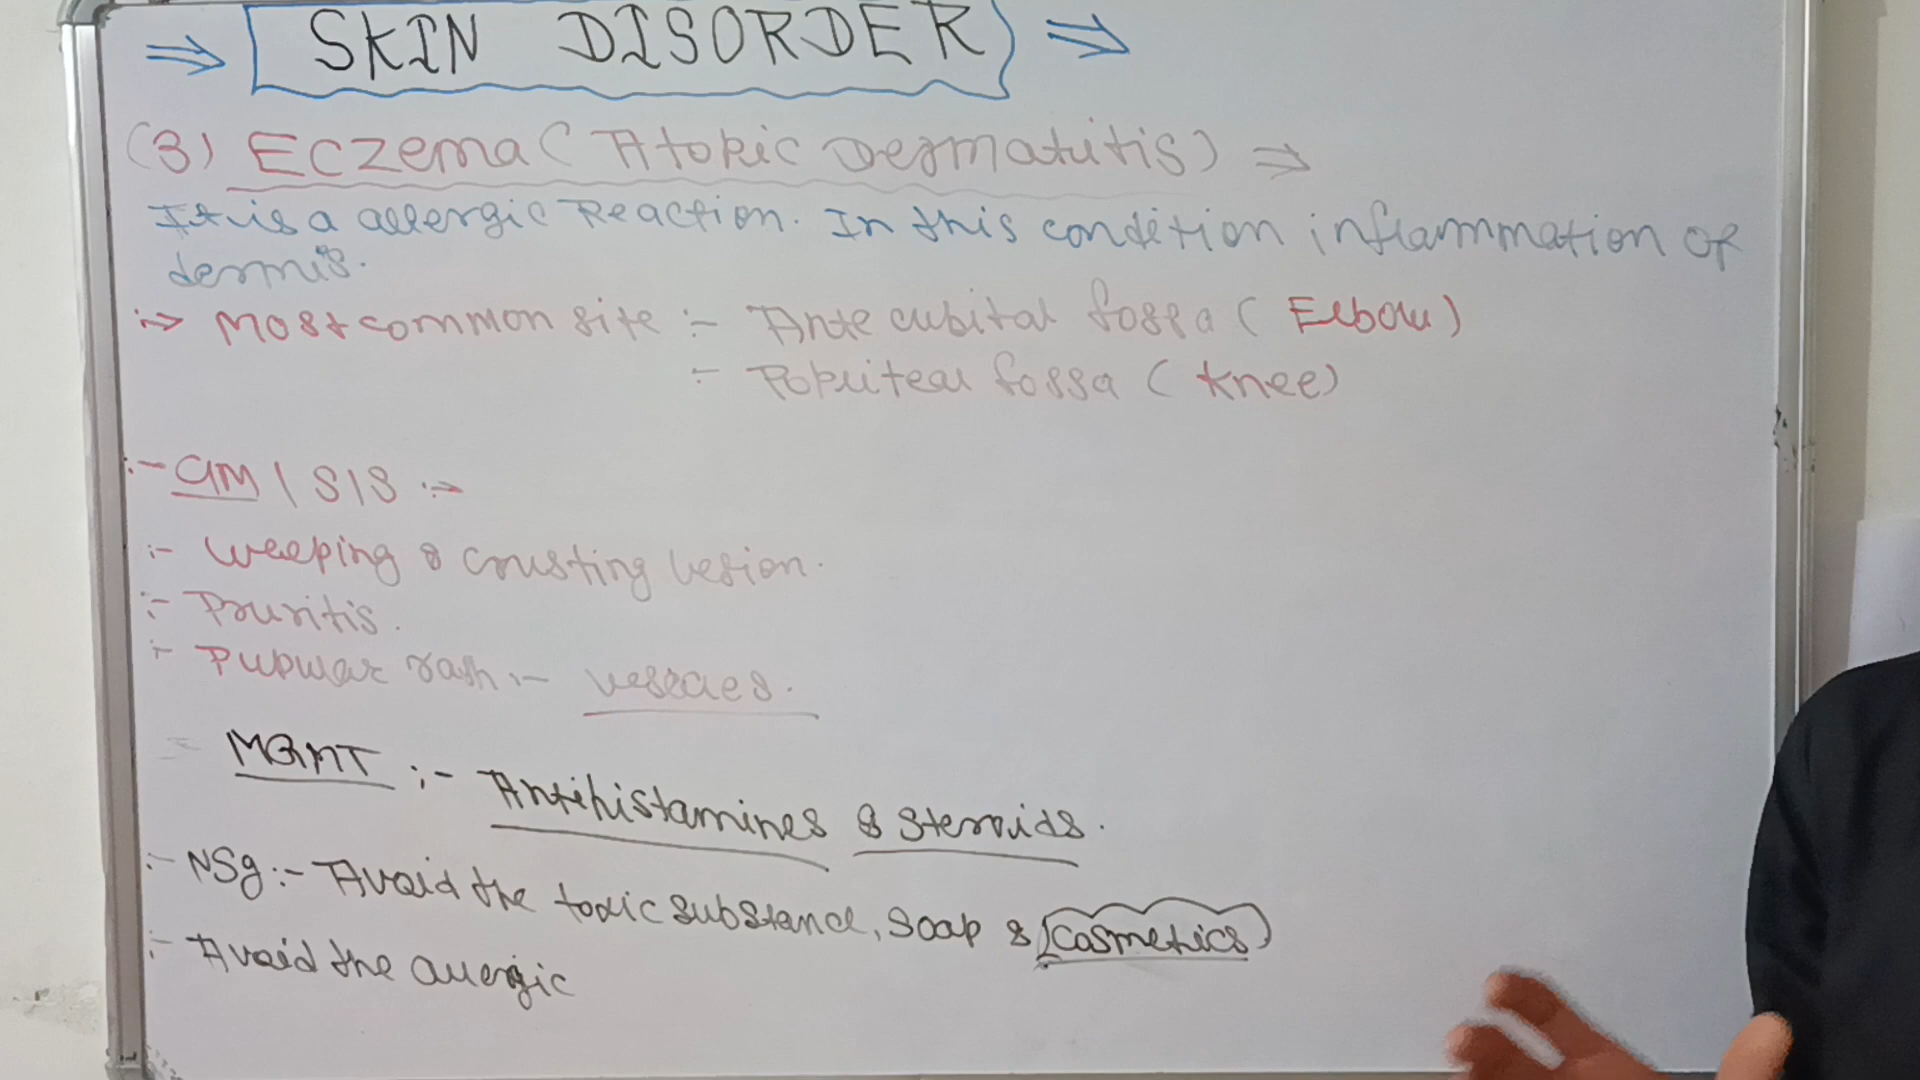 ⇒ SKIN DISORDER ⇒
(3) Eczema (Atopic Dermatitis) ⇒
It is a allergic Reaction. In this condition inflammation of
dermis.
:-> Most common site :- Ante cubital fossa (Elbow)
:- Popliteal fossa (Knee)
:- C/M | S/S :->
:- weeping & crusting lesion.
:- Pruritis.
:- Pupular rash :- vesicles.
MGMT :- Antihistamines & Steroids.
:- NSg :- Avoid the toxic substance, soap & (Cosmetics)
:- Avoid the allergic